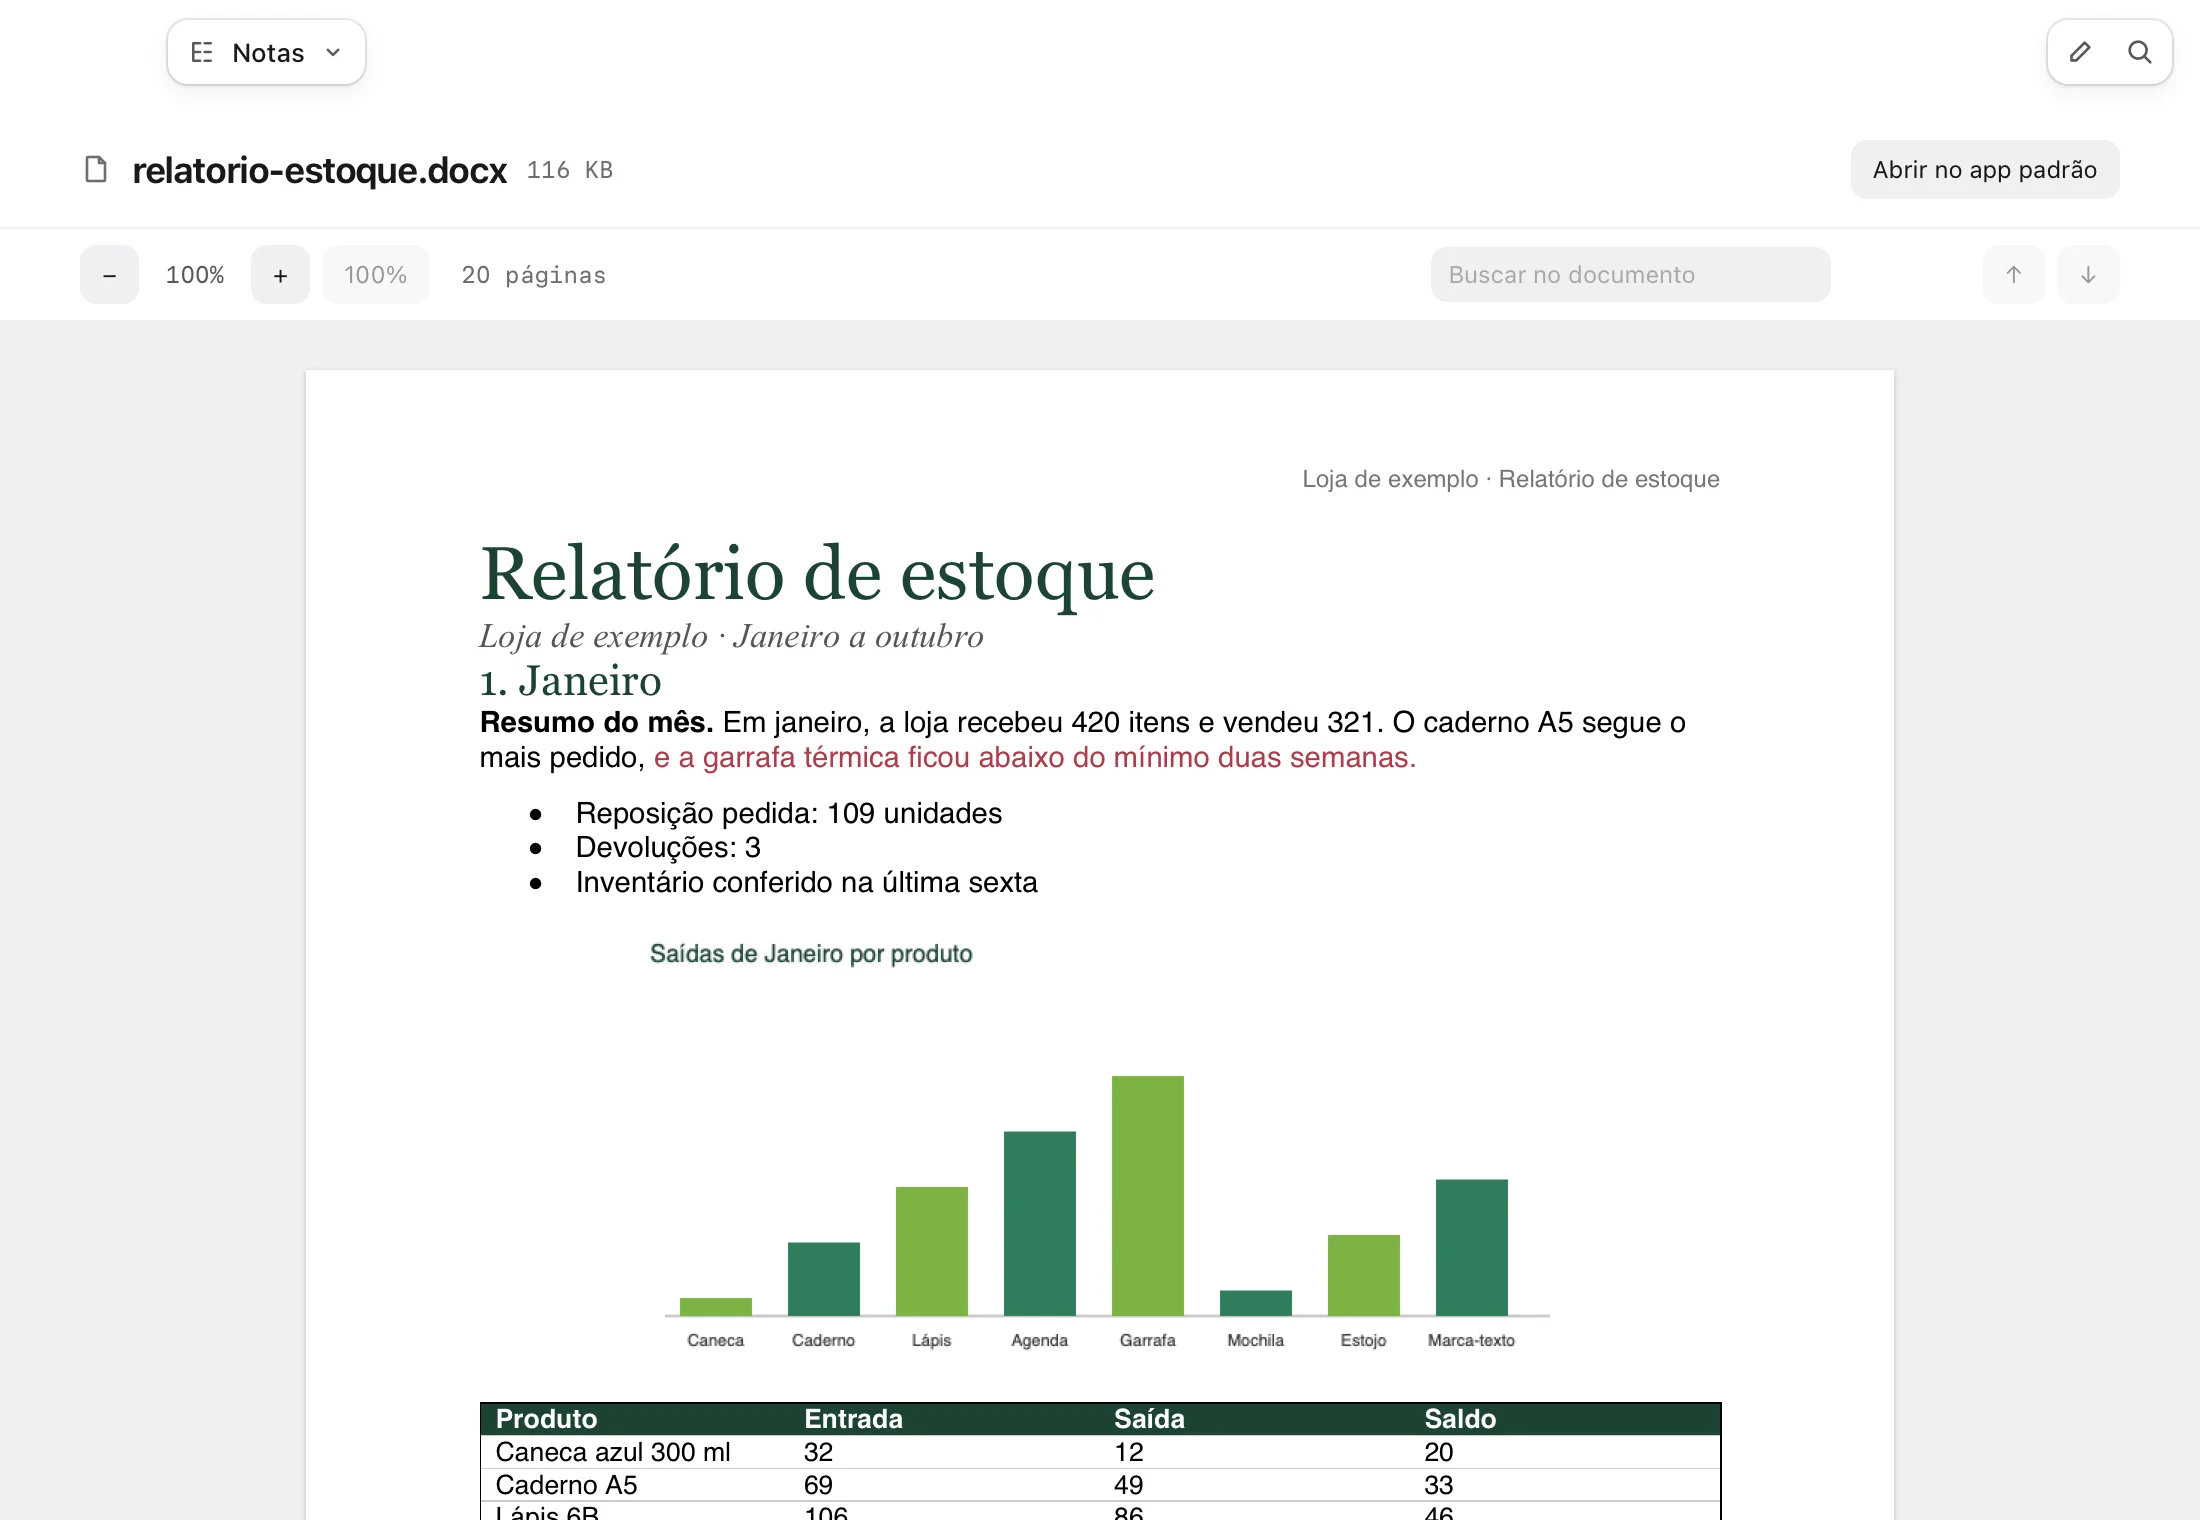 Notas
relatorio-estoque.docx 116 KB
Abrir no app padrão
− 100% + 100% 20 páginas
Buscar no documento
Loja de exemplo · Relatório de estoque
Relatório de estoque
Loja de exemplo · Janeiro a outubro
1. Janeiro
Resumo do mês. Em janeiro, a loja recebeu 420 itens e vendeu 321. O caderno A5 segue o
mais pedido, e a garrafa térmica ficou abaixo do mínimo duas semanas.
• Reposição pedida: 109 unidades
• Devoluções: 3
• Inventário conferido na última sexta
Saídas de Janeiro por produto
Caneca Caderno Lápis Agenda Garrafa Mochila Estojo Marca-texto
Produto Entrada Saída Saldo
Caneca azul 300 ml 32 12 20
Caderno A5 69 49 33
Lápis 6B 106 86 46